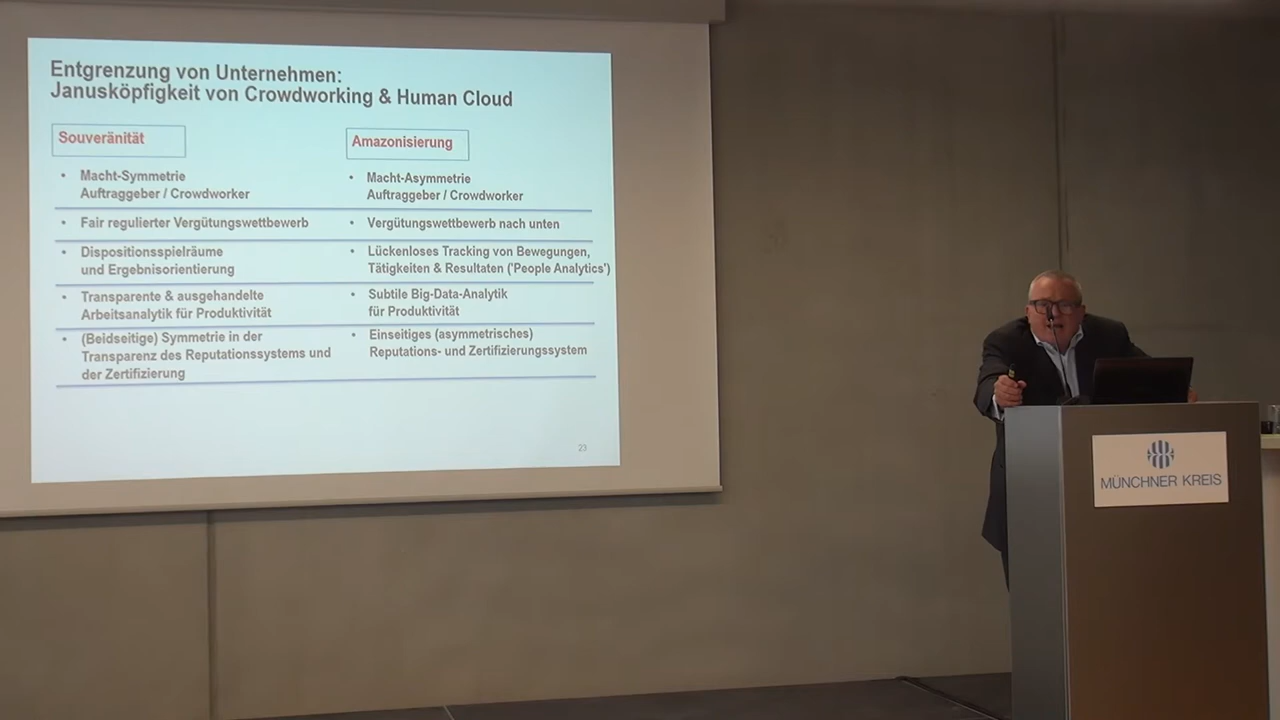 Entgrenzung von Unternehmen:
Janusköpfigkeit von Crowdworking & Human Cloud
Souveränität
• Macht-Symmetrie
Auftraggeber / Crowdworker
• Fair regulierter Vergütungswettbewerb
• Dispositionsspielräume
und Ergebnisorientierung
• Transparente & ausgehandelte
Arbeitsanalytik für Produktivität
• (Beidseitige) Symmetrie in der
Transparenz des Reputationssystems und
der Zertifizierung
Amazonisierung
• Macht-Asymmetrie
Auftraggeber / Crowdworker
• Vergütungswettbewerb nach unten
• Lückenloses Tracking von Bewegungen,
Tätigkeiten & Resultaten ('People Analytics')
• Subtile Big-Data-Analytik
für Produktivität
• Einseitiges (asymmetrisches)
Reputations- und Zertifizierungssystem
23
MÜNCHNER KREIS